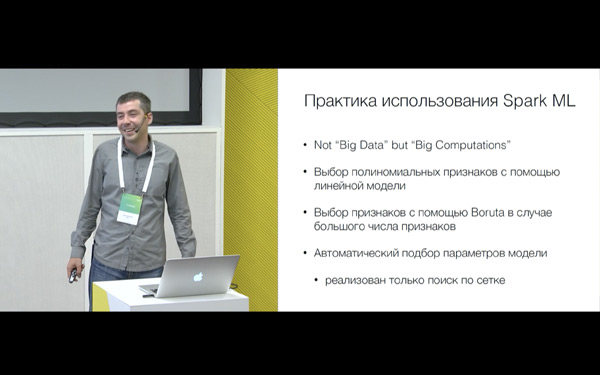 Практика использования Spark ML
• Not “Big Data” but “Big Computations”
• Выбор полиномиальных признаков с помощью
линейной модели
• Выбор признаков с помощью Boruta в случае
большого числа признаков
• Автоматический подбор параметров модели
• реализован только поиск по сетке